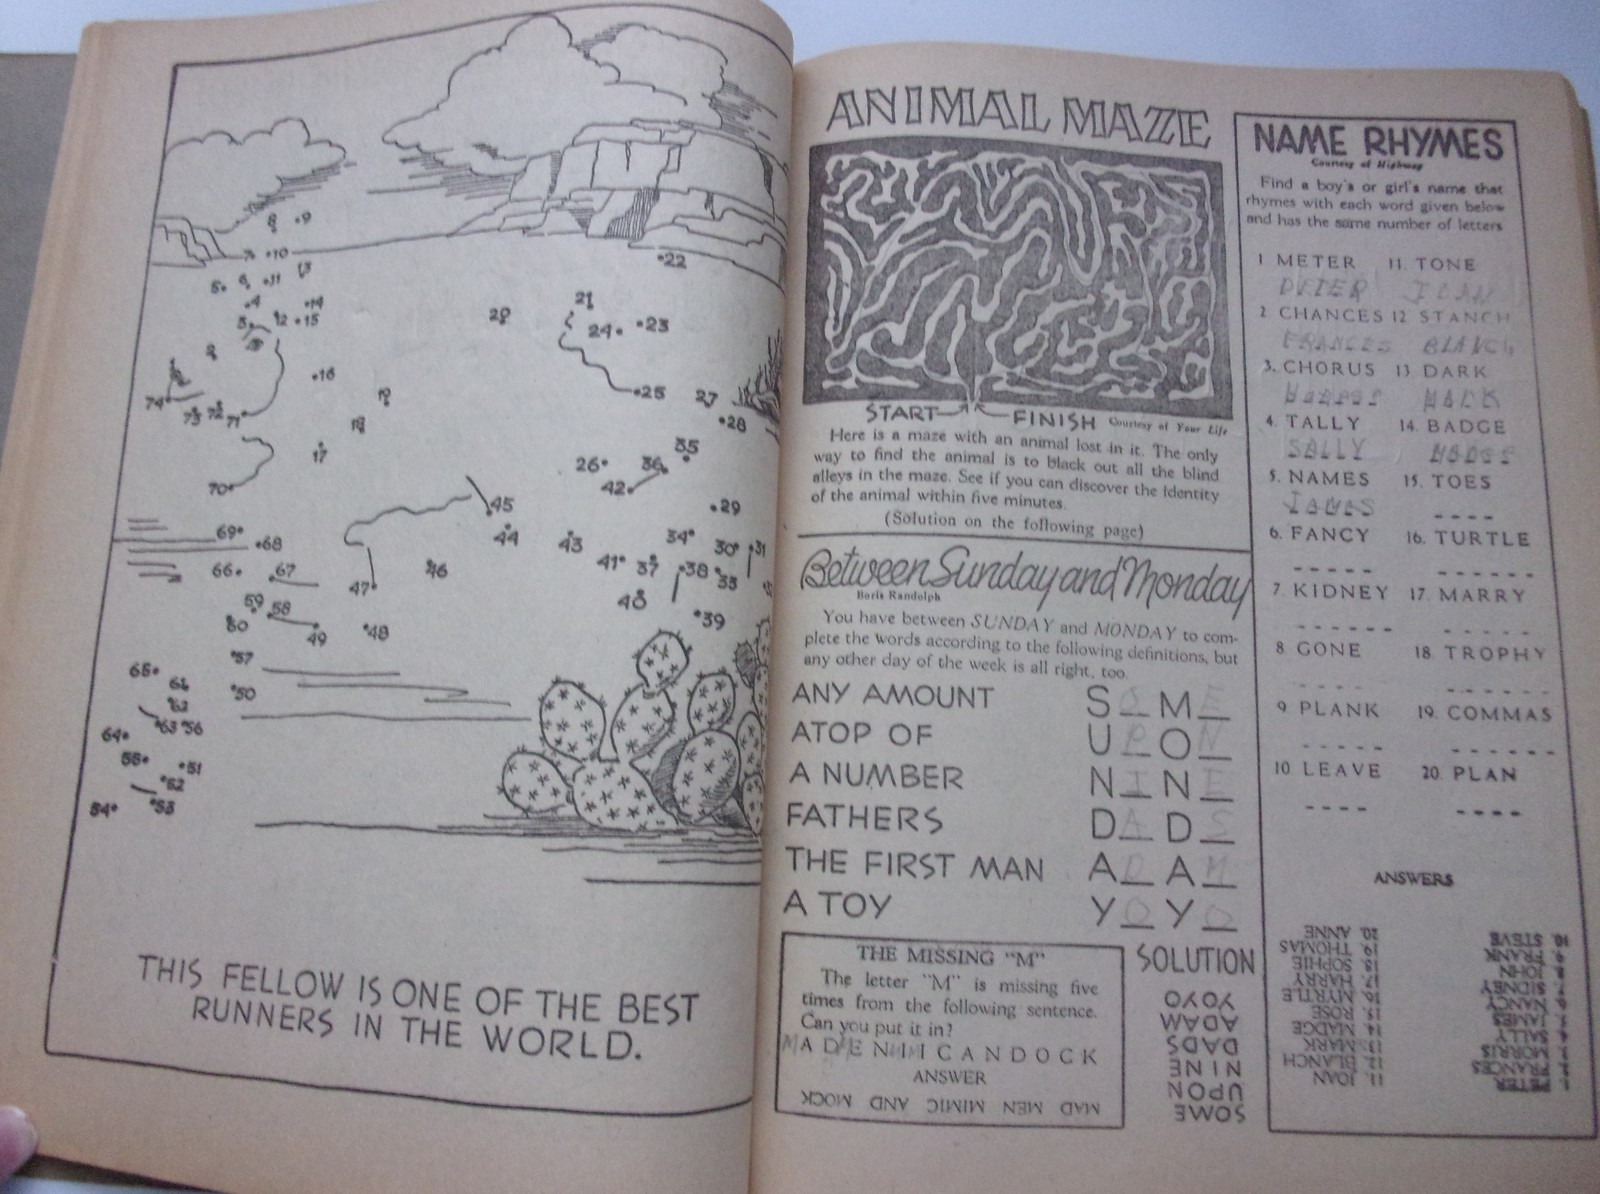 THIS FELLOW IS ONE OF THE BEST
RUNNERS IN THE WORLD.
ANIMAL MAZE
START
FINISH
Courtesy of Your Life
Here is a maze with an animal lost in it. The only
way to find the animal is to black out all the blind
alleys in the maze. See if you can discover the identity
of the animal within five minutes.
(Solution on the following page)
Between Sunday and Monday
Boris Randolph
You have between SUNDAY and MONDAY to com-
plete the words according to the following definitions, but
any other day of the week is all right, too.
ANY AMOUNT S O M E
ATOP OF U P O N
A NUMBER N I N E
FATHERS D A D S
THE FIRST MAN A D A M
A TOY Y O Y O
THE MISSING "M"
The letter "M" is missing five
times from the following sentence.
Can you put it in?
A D E N I I C A N D O C K
ANSWER
MAD MEN MIMIC AND MOCK
SOLUTION
SOME
UPON
NINE
DADS
ADAM
YOYO
NAME RHYMES
Courtesy of Highway
Find a boy's or girl's name that
rhymes with each word given below
and has the same number of letters
1 METER 11. TONE
PETER JOAN
2 CHANCES 12 STANCH
FRANCES BLANCH
3. CHORUS 13. DARK
MARK
4. TALLY 14. BADGE
SALLY MADGE
5. NAMES 15. TOES
JAMES
6. FANCY 16. TURTLE
7. KIDNEY 17. MARRY
8. GONE 18. TROPHY
9. PLANK 19. COMMAS
10. LEAVE 20. PLAN
ANSWERS
1. PETER
2. FRANCES
3. MORRIS
4. SALLY
5. JAMES
6. NANCY
7. SIDNEY
8. JOHN
9. FRANK
10. STEVE
11. JOAN
12. BLANCH
13. MARK
14. MADGE
15. ROSE
16. MYRTLE
17. HARRY
18. SOPHIE
19. THOMAS
20. ANNE